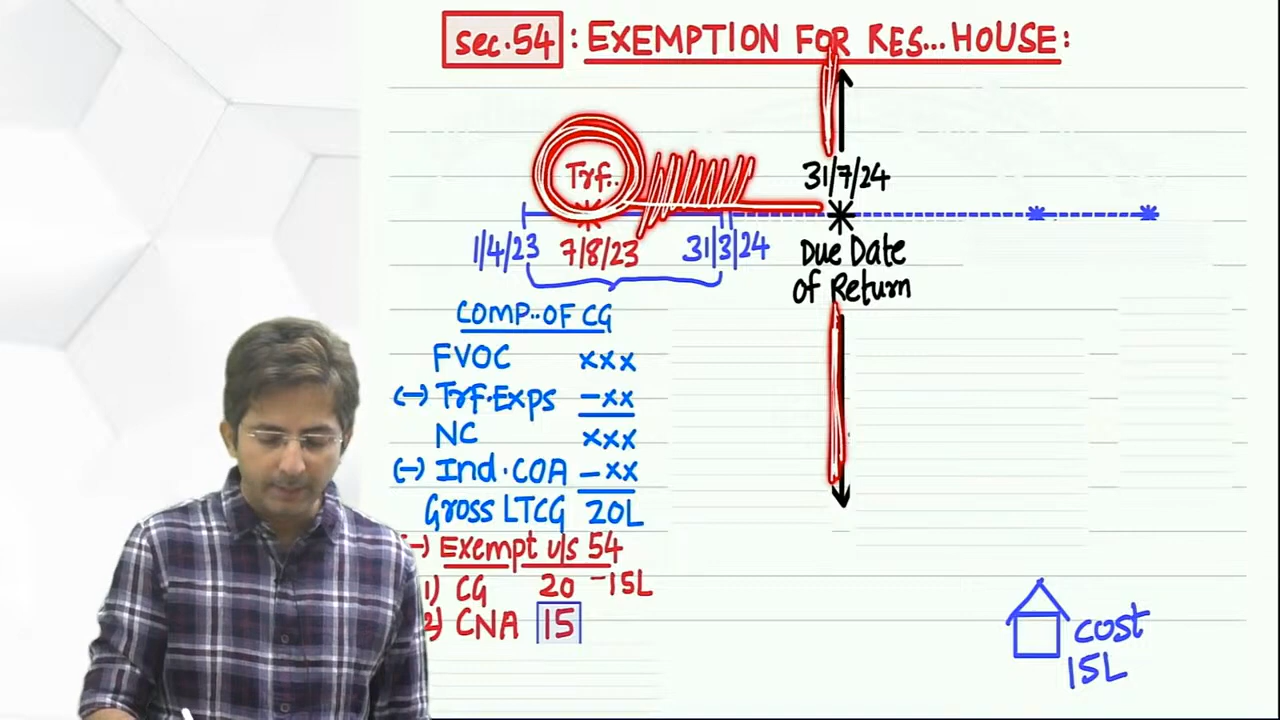 sec.54 : EXEMPTION FOR RES... HOUSE:
Trf..
31/7/24
1/4/23 7/8/23 31/3/24
Due Date
of Return
COMP.. OF CG
FVOC xxx
(-) Trf.Exps -xx
NC xxx
(-) Ind.COA -xx
Gross LTCG 20L
(-) Exempt u/s 54
1) CG 20 -15L
2) CNA 15
cost
15L